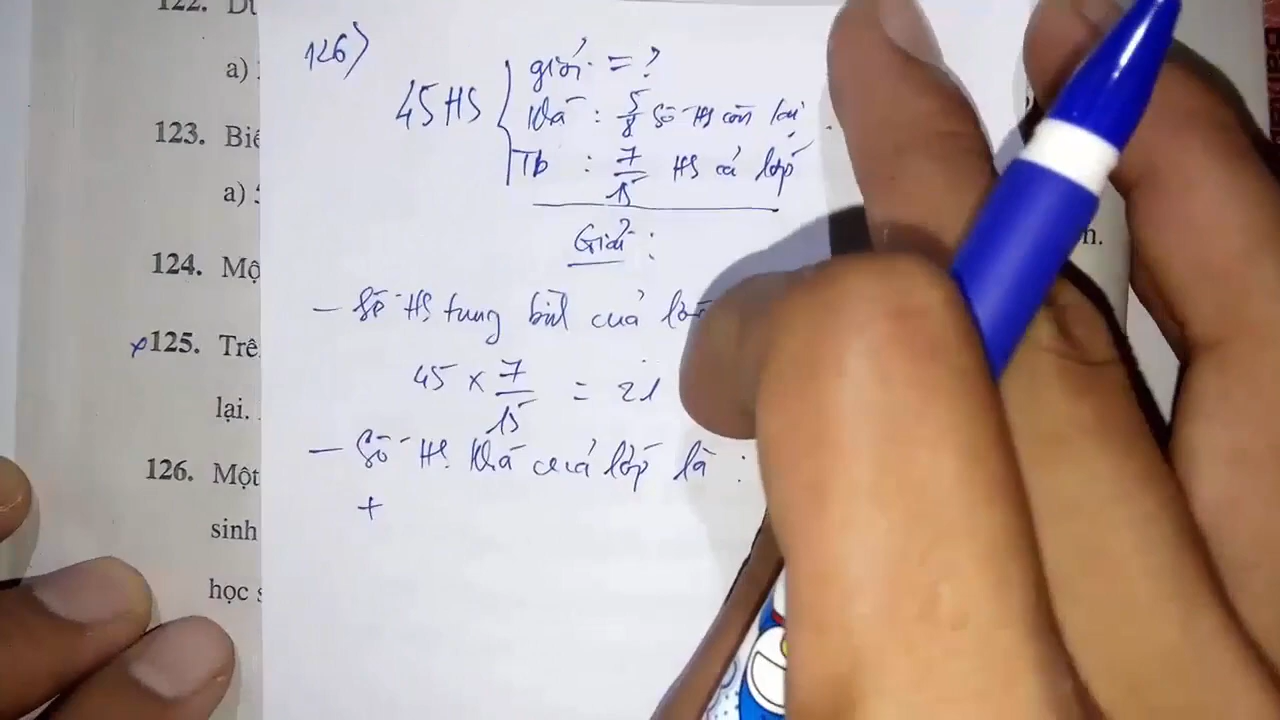 122.
a)
123. Biế
a)
124. Mộ
125. Trê
lại.
126. Một
sinh
học s
n.
126)
45 HS
giỏi = ?
Khá : 5/8 Số HS còn lại
Tb : 7/15 HS cả lớp
Giải :
- Số HS trung bình của
45 × 7/15 = 21
- Số HS Khá của lớp là :
+